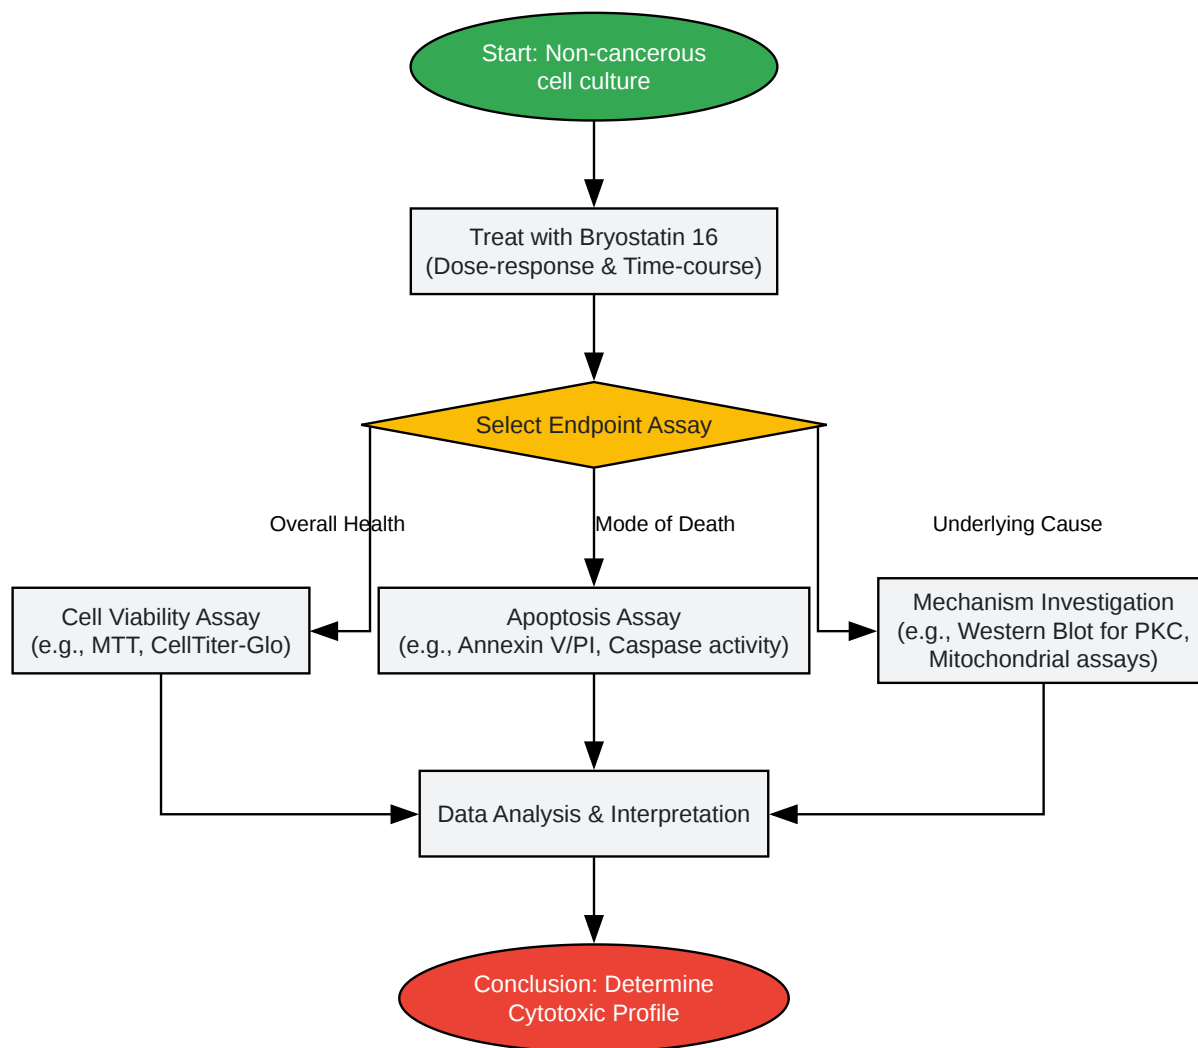 Start: Non-cancerous
cell culture
Treat with Bryostatin 16
(Dose-response & Time-course)
Select Endpoint Assay
Overall Health
Mode of Death
Underlying Cause
Cell Viability Assay
(e.g., MTT, CellTiter-Glo)
Apoptosis Assay
(e.g., Annexin V/PI, Caspase activity)
Mechanism Investigation
(e.g., Western Blot for PKC,
Mitochondrial assays)
Data Analysis & Interpretation
Conclusion: Determine
Cytotoxic Profile